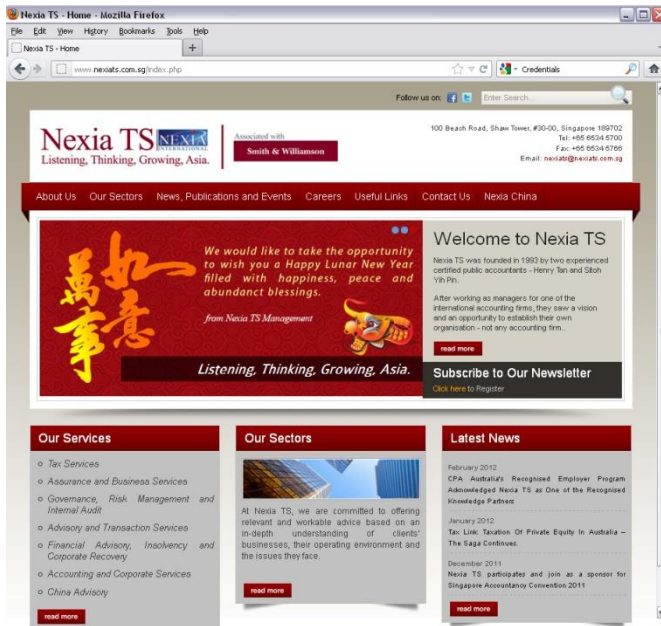 Nexia TS - Home - Mozilla Firefox
File Edit View History Bookmarks Tools Help
Nexia TS - Home
www.nexiats.com.sg/index.php
Credentials
Follow us on:
Enter Search...
Nexia TS NEXIA INTERNATIONAL
Listening, Thinking, Growing, Asia.
Associated with
Smith & Williamson
100 Beach Road, Shaw Tower, #30-00, Singapore 189702
Tel: +65 6534 5700
Fax: +65 6534 5766
Email: nexiats@nexiats.com.sg
About Us Our Sectors News, Publications and Events Careers Useful Links Contact Us Nexia China
萬事
如意
We would like to take the opportunity
to wish you a Happy Lunar New Year
filled with happiness, peace and
abundanct blessings.
from Nexia TS Management
Listening, Thinking, Growing, Asia.
Welcome to Nexia TS
Nexia TS was founded in 1993 by two experienced
certified public accountants - Henry Tan and Sitoh
Yih Pin.
After working as managers for one of the
international accounting firms, they saw a vision
and an opportunity to establish their own
organisation - not any accounting firm..
read more
Subscribe to Our Newsletter
Click here to Register
Our Services
Tax Services
Assurance and Business Services
Governance, Risk Management and
Internal Audit
Advisory and Transaction Services
Financial Advisory, Insolvency and
Corporate Recovery
Accounting and Corporate Services
China Advisory
read more
Our Sectors
At Nexia TS, we are committed to offering
relevant and workable advice based on an
in-depth understanding of clients'
businesses, their operating environment and
the issues they face.
read more
Latest News
February 2012
CPA Australia's Recognised Employer Program
Acknowledged Nexia TS as One of the Recognised
Knowledge Partners
January 2012
Tax Link: Taxation Of Private Equity In Australia –
The Saga Continues.
December 2011
Nexia TS participates and join as a sponsor for
Singapore Accountancy Convention 2011
read more